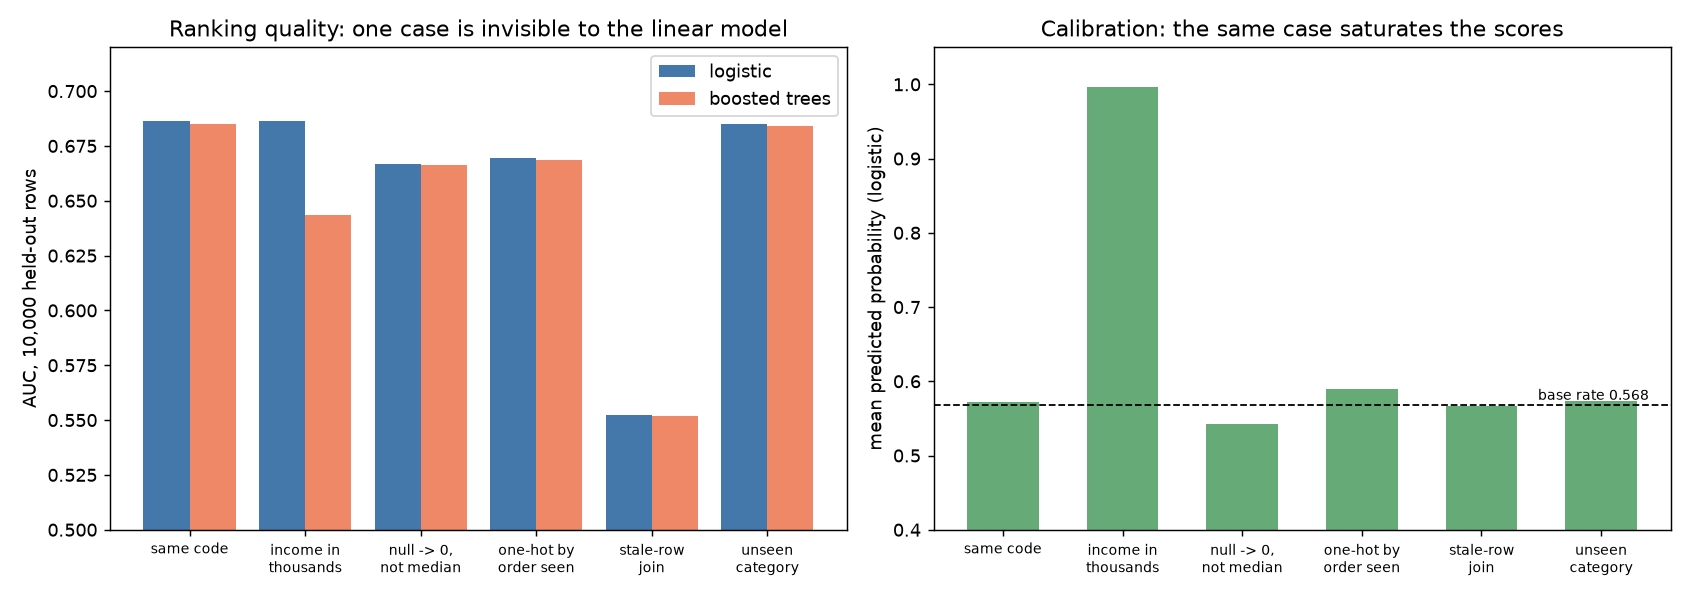 Ranking quality: one case is invisible to the linear model
logistic
boosted trees
AUC, 10,000 held-out rows
0.700
0.675
0.650
0.625
0.600
0.575
0.550
0.525
0.500
same code
income in
thousands
null -> 0,
not median
one-hot by
order seen
stale-row
join
unseen
category
Calibration: the same case saturates the scores
mean predicted probability (logistic)
1.0
0.9
0.8
0.7
0.6
0.5
0.4
base rate 0.568
same code
income in
thousands
null -> 0,
not median
one-hot by
order seen
stale-row
join
unseen
category